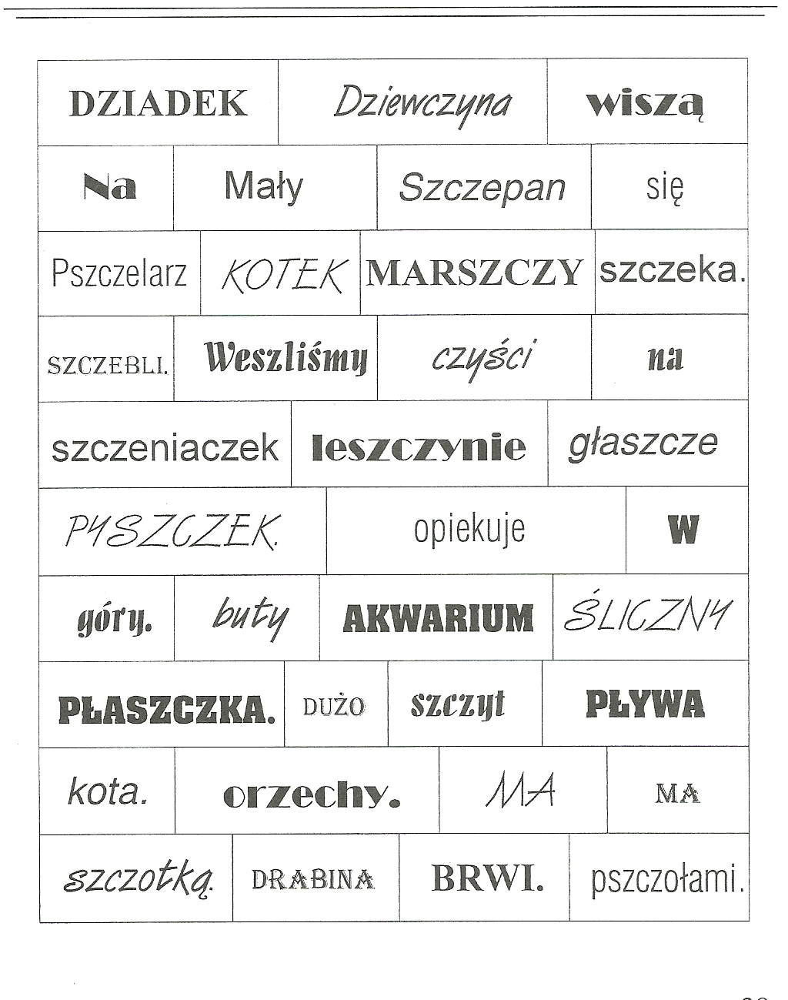 DZIADEK Dziewczyna wiszą
Na Mały Szczepan się
Pszczelarz KOTEK MARSZCZY szczeka.
SZCZEBLI. Weszliśmy czyści na
szczeniaczek leszczynie głaszcze
PYSZCZEK. opiekuje W
góry. buty AKWARIUM ŚLICZNY
PŁASZCZKA. DUŻO szczyt PŁYWA
kota. orzechy. MA MA
szczotką. DRABINA BRWI. pszczołami.